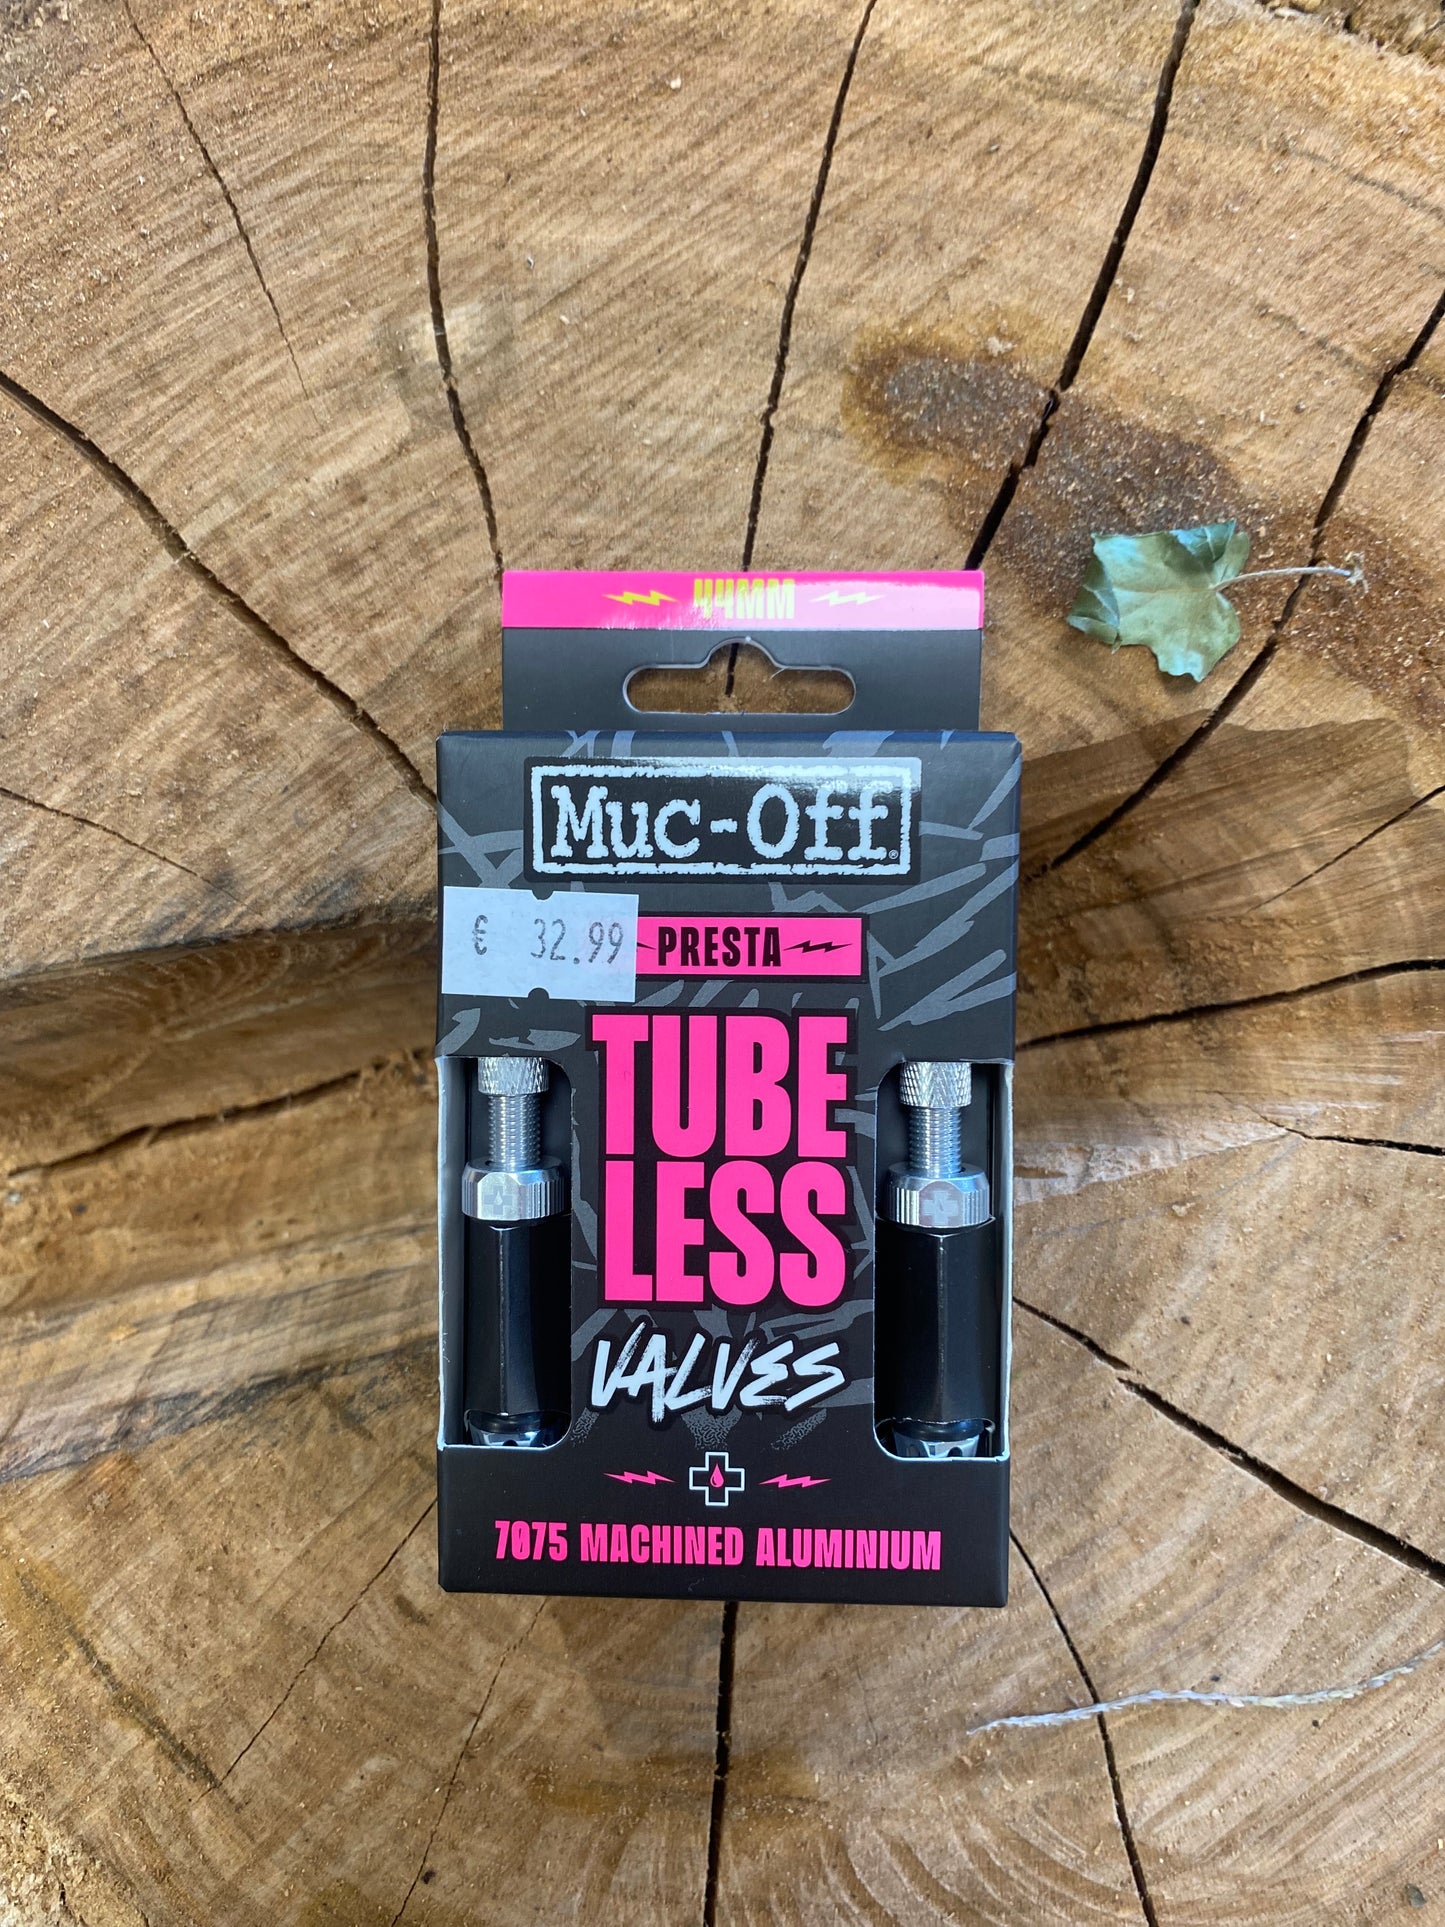 44MM
Muc-Off®
€ 32.99
PRESTA
TUBE
LESS
VALVES
7075 MACHINED ALUMINIUM